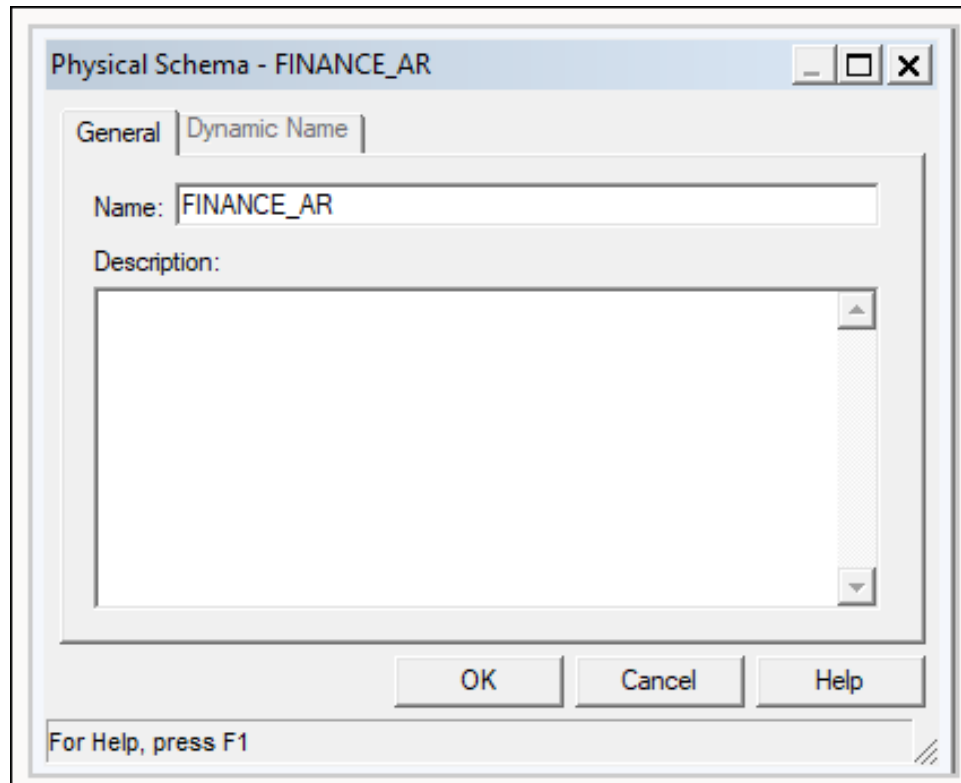 Physical Schema - FINANCE_AR
General Dynamic Name
Name: FINANCE_AR
Description:
OK Cancel Help
For Help, press F1